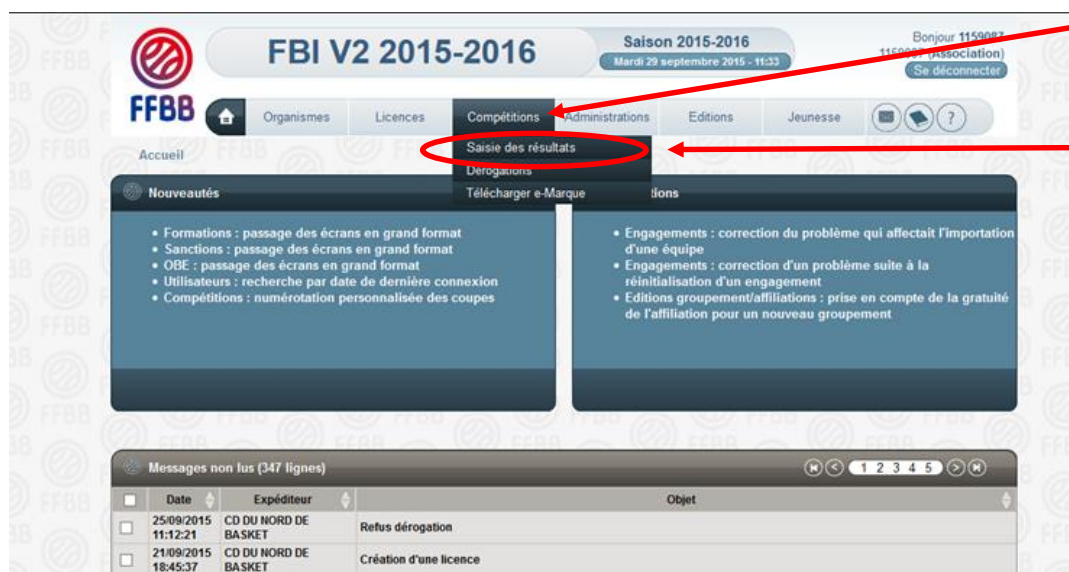 FFBB
FBI V2 2015-2016
Saison 2015-2016
Mardi 29 septembre 2015 - 11:33
Bonjour 1159087
1159087 (Association)
Se déconnecter
Organismes
Licences
Compétitions
Administrations
Editions
Jeunesse
?
Saisie des résultats
Dérogations
Télécharger e-Marque
Accueil
Nouveautés
• Formations : passage des écrans en grand format
• Sanctions : passage des écrans en grand format
• OBE : passage des écrans en grand format
• Utilisateurs : recherche par date de dernière connexion
• Compétitions : numérotation personnalisée des coupes
• Engagements : correction du problème qui affectait l'importation
d'une équipe
• Engagements : correction d'un problème suite à la
réinitialisation d'un engagement
• Editions groupement/affiliations : prise en compte de la gratuité
de l'affiliation pour un nouveau groupement
Messages non lus (347 lignes)
1 2 3 4 5
Date
Expéditeur
Objet
25/09/2015
11:12:21
CD DU NORD DE
BASKET
Refus dérogation
21/09/2015
18:45:37
CD DU NORD DE
BASKET
Création d'une licence